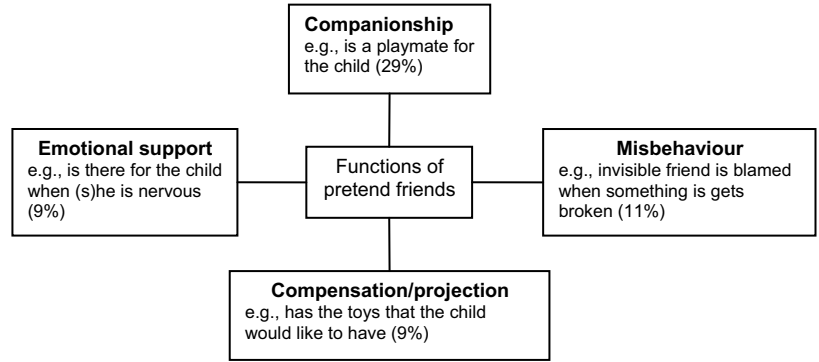 Companionship
e.g., is a playmate for
the child (29%)
Emotional support
e.g., is there for the child
when (s)he is nervous
(9%)
Functions of
pretend friends
Misbehaviour
e.g., invisible friend is blamed
when something is gets
broken (11%)
Compensation/projection
e.g., has the toys that the child
would like to have (9%)